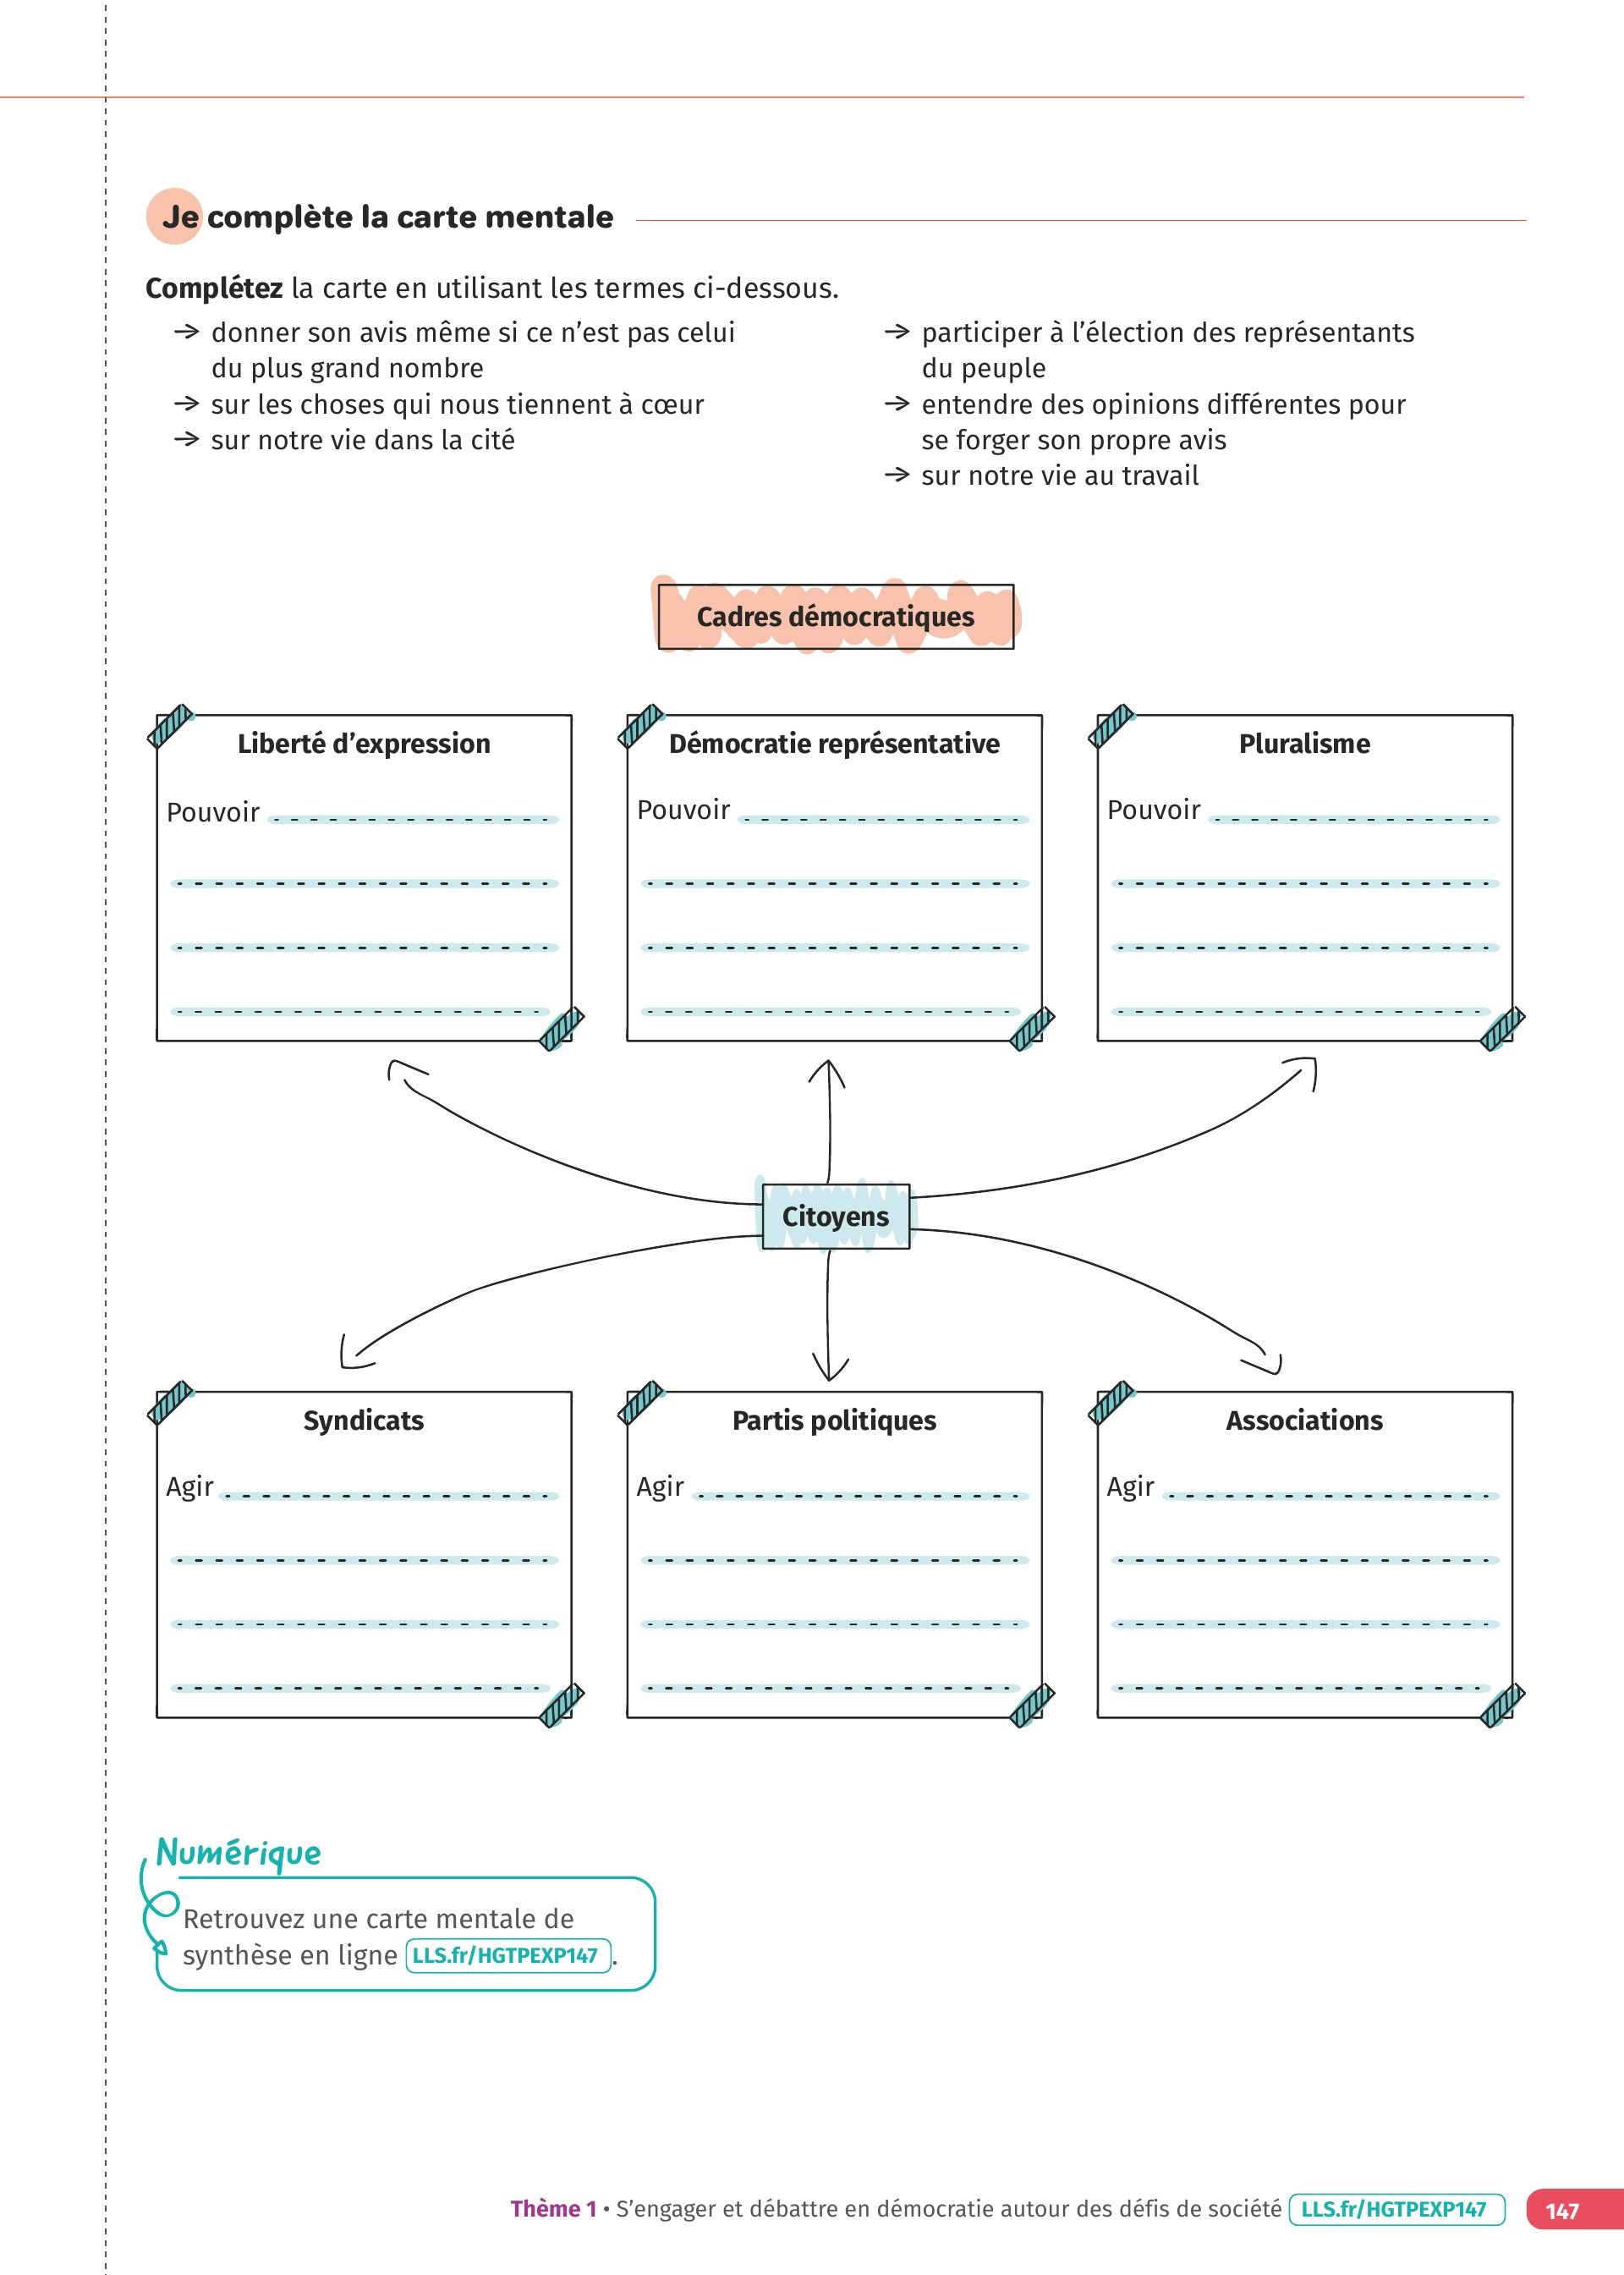 Je complète la carte mentale
Complétez la carte en utilisant les termes ci-dessous.
→ donner son avis même si ce n’est pas celui
du plus grand nombre
→ sur les choses qui nous tiennent à cœur
→ sur notre vie dans la cité
→ participer à l’élection des représentants
du peuple
→ entendre des opinions différentes pour
se forger son propre avis
→ sur notre vie au travail
Cadres démocratiques
Liberté d’expression
Pouvoir
Démocratie représentative
Pouvoir
Pluralisme
Pouvoir
Citoyens
Syndicats
Agir
Partis politiques
Agir
Associations
Agir
Numérique
Retrouvez une carte mentale de
synthèse en ligne LLS.fr/HGTPEXP147 .
Thème 1 • S’engager et débattre en démocratie autour des défis de société LLS.fr/HGTPEXP147 147